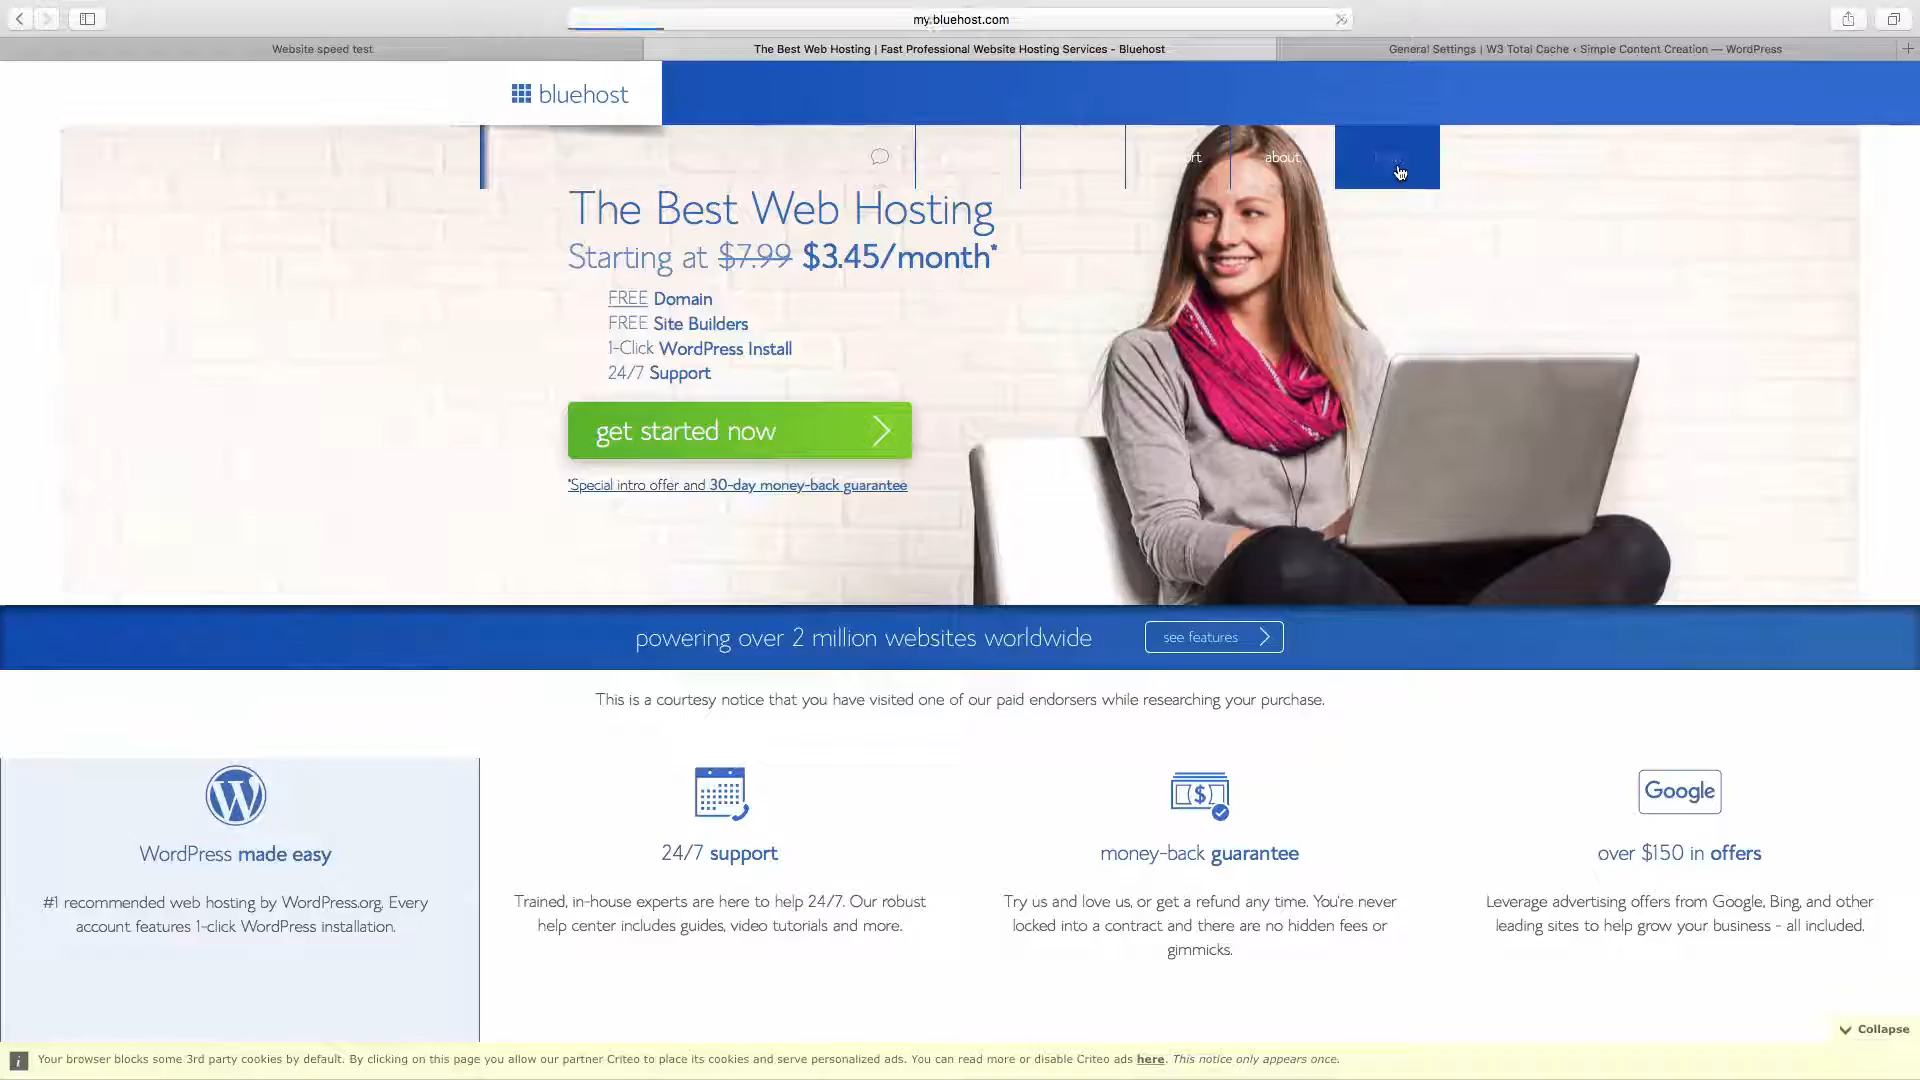 my.bluehost.com
Website speed test
The Best Web Hosting | Fast Professional Website Hosting Services - Bluehost
General Settings | W3 Total Cache ‹ Simple Content Creation — WordPress
bluehost
about
The Best Web Hosting
Starting at $7.99 $3.45/month*
FREE Domain
FREE Site Builders
1-Click WordPress Install
24/7 Support
get started now
*Special intro offer and 30-day money-back guarantee
powering over 2 million websites worldwide
see features
This is a courtesy notice that you have visited one of our paid endorsers while researching your purchase.
WordPress made easy
#1 recommended web hosting by WordPress.org. Every
account features 1-click WordPress installation.
24/7 support
Trained, in-house experts are here to help 24/7. Our robust
help center includes guides, video tutorials and more.
$
money-back guarantee
Try us and love us, or get a refund any time. You're never
locked into a contract and there are no hidden fees or
gimmicks.
Google
over $150 in offers
Leverage advertising offers from Google, Bing, and other
leading sites to help grow your business - all included.
Collapse
Your browser blocks some 3rd party cookies by default. By clicking on this page you allow our partner Criteo to place its cookies and serve personalized ads. You can read more or disable Criteo ads here. This notice only appears once.